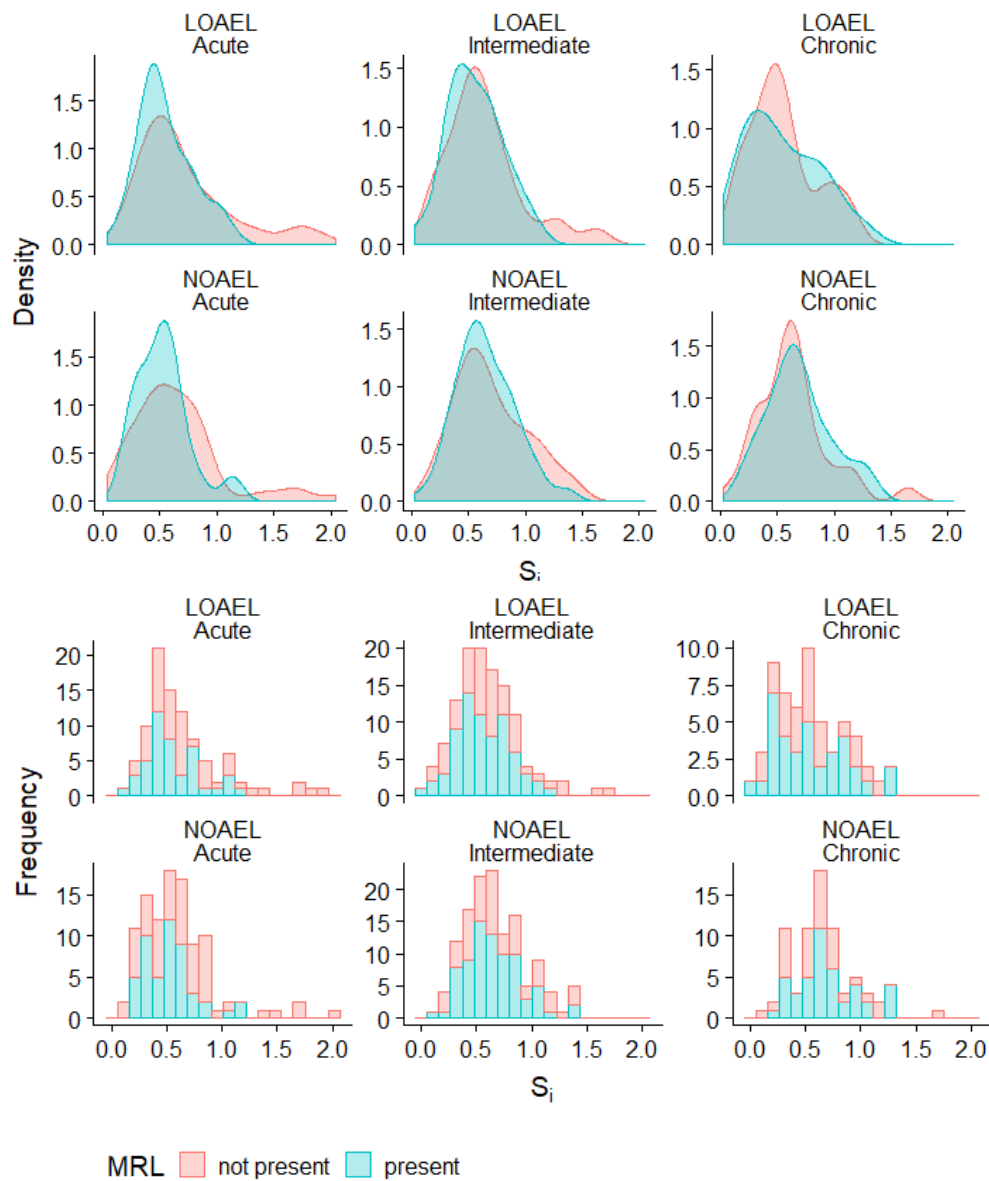 LOAEL LOAEL LOAEL
Acute Intermediate Chronic
1.5 1.5 1.5
1.0 1.0 1.0
0.5 0.5 0.5
0.0 0.0 0.0
Density
NOAEL NOAEL NOAEL
Acute Intermediate Chronic
1.5 1.5 1.5
1.0 1.0 1.0
0.5 0.5 0.5
0.0 0.0 0.0
0.0 0.5 1.0 1.5 2.0 0.0 0.5 1.0 1.5 2.0 0.0 0.5 1.0 1.5 2.0
Si
LOAEL LOAEL LOAEL
Acute Intermediate Chronic
20 20 10.0
15 15 7.5
10 10 5.0
5 5 2.5
0 0 0.0
Frequency
NOAEL NOAEL NOAEL
Acute Intermediate Chronic
20
15 15 15
10 10 10
5 5 5
0 0 0
0.0 0.5 1.0 1.5 2.0 0.0 0.5 1.0 1.5 2.0 0.0 0.5 1.0 1.5 2.0
Si
MRL not present present